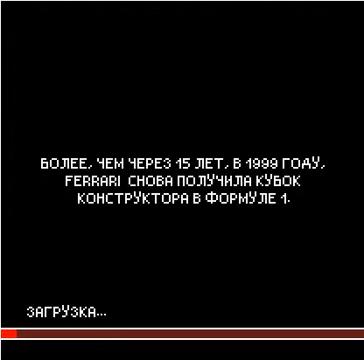 БОЛЕЕ, ЧЕМ ЧЕРЕЗ 15 ЛЕТ, В 1999 ГОДУ,
FERRARI СНОВА ПОЛУЧИЛА КУБОК
КОНСТРУКТОРА В ФОРМУЛЕ 1.
ЗАГРУЗКА...